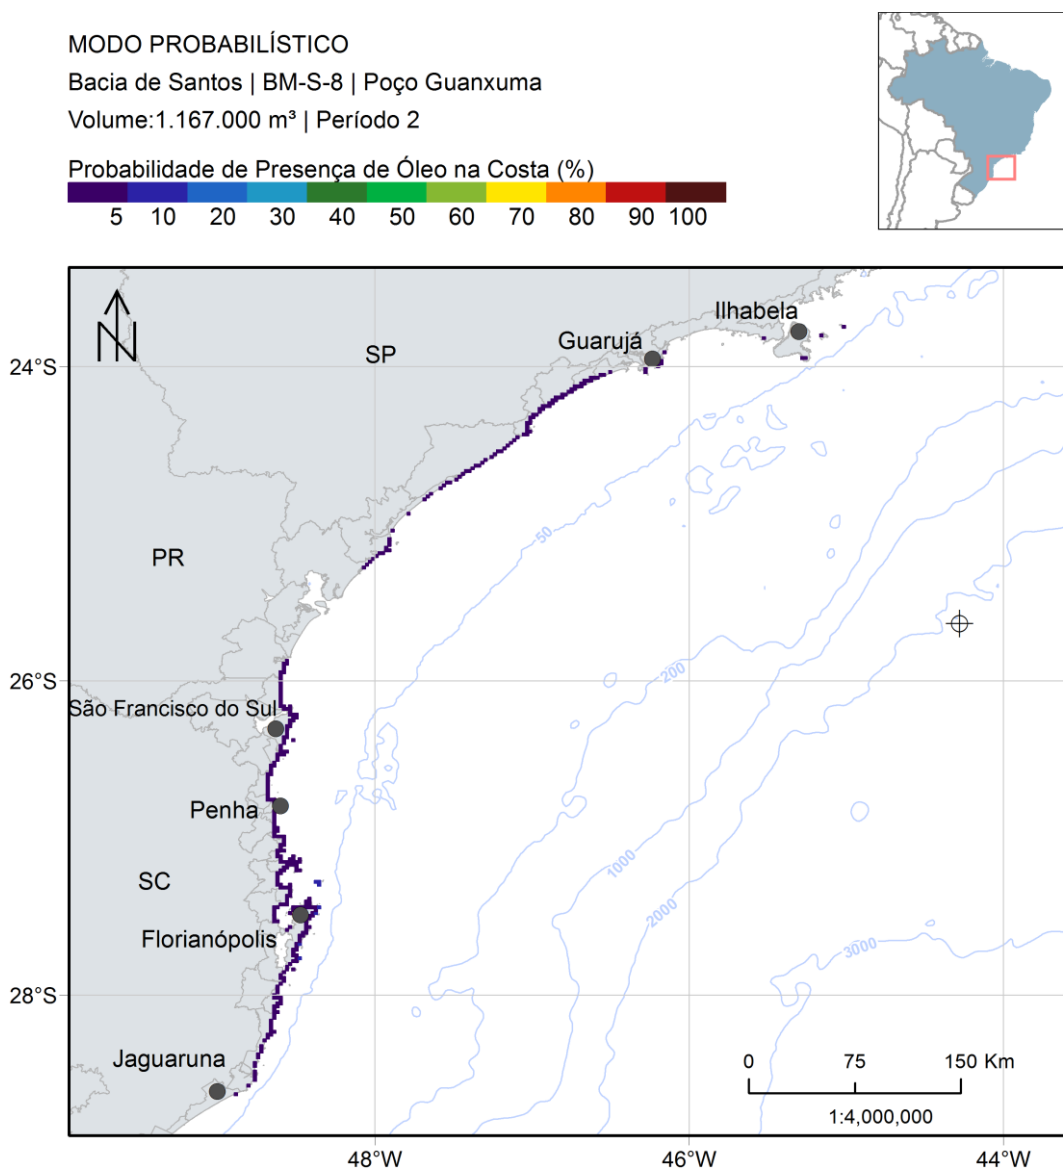 MODO PROBABILÍSTICO
Bacia de Santos | BM-S-8 | Poço Guanxuma
Volume:1.167.000 m³ | Período 2
Probabilidade de Presença de Óleo na Costa (%)
5 10 20 30 40 50 60 70 80 90 100
N
Ilhabela
Guarujá
SP
24°S
50
PR
200
26°S
São Francisco do Sul
Penha
1000
SC
2000
Florianópolis
3000
28°S
Jaguaruna
0 75 150 Km
1:4,000,000
48°W 46°W 44°W